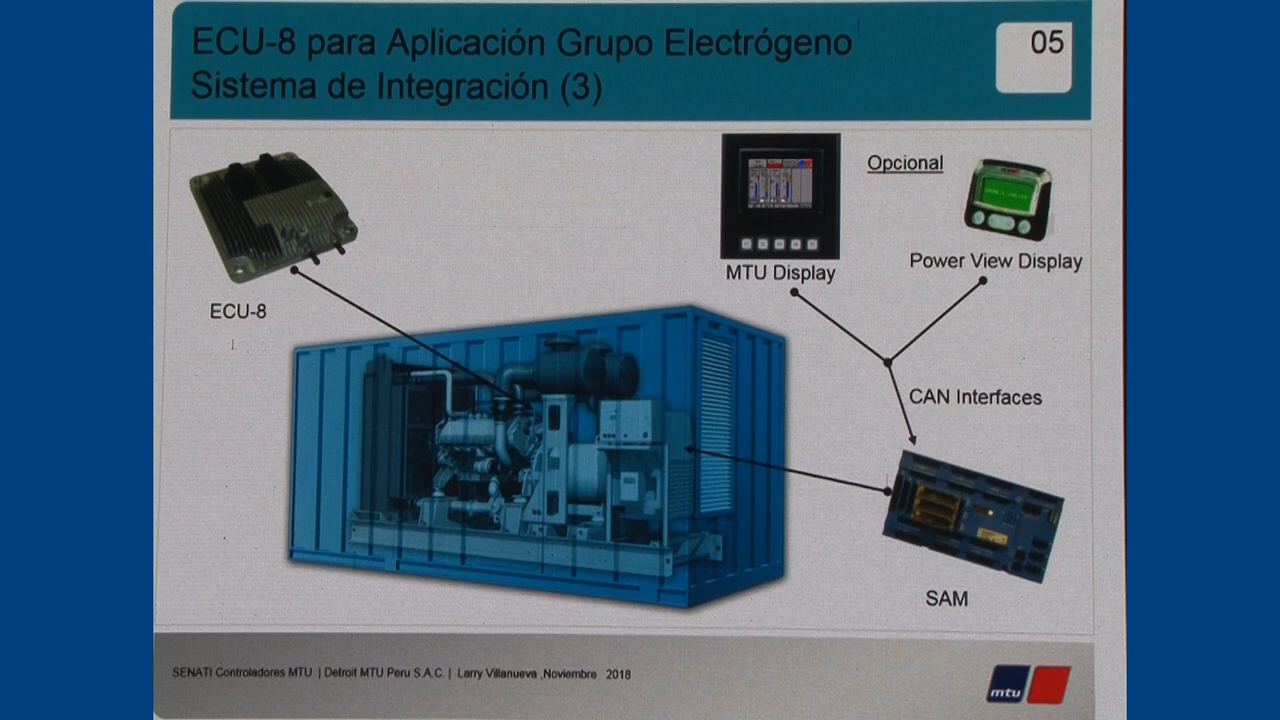 ECU-8 para Aplicación Grupo Electrógeno
Sistema de Integración (3)
05
Opcional
MTU Display
Power View Display
ECU-8
CAN Interfaces
SAM
SENATI Controladores MTU | Detroit MTU Peru S.A.C. | Larry Villanueva ,Noviembre 2018
mtu